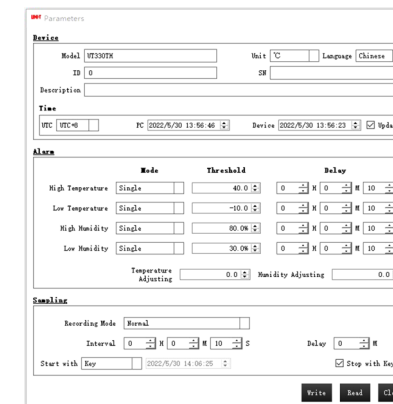 UNI-T Parameters
Device
Model UT330TH Unit ℃ Language Chinese
ID 0 SN
Description
Time
UTC UTC+8 PC 2022/5/30 13:56:46 Device 2022/5/30 13:56:23 Upda
Alarm
Mode Threshold Delay
High Temperature Single 40.0 0 H 0 M 10
Low Temperature Single -10.0 0 H 0 M 10
High Humidity Single 80.0% 0 H 0 M 10
Low Humidity Single 30.0% 0 H 0 M 10
Temperature Adjusting 0.0 Humidity Adjusting 0.0
Sampling
Recording Mode Normal
Interval 0 H 0 M 10 S Delay 0 M
Start with Key 2022/5/30 14:06:25 Stop with Key
Write Read Cl